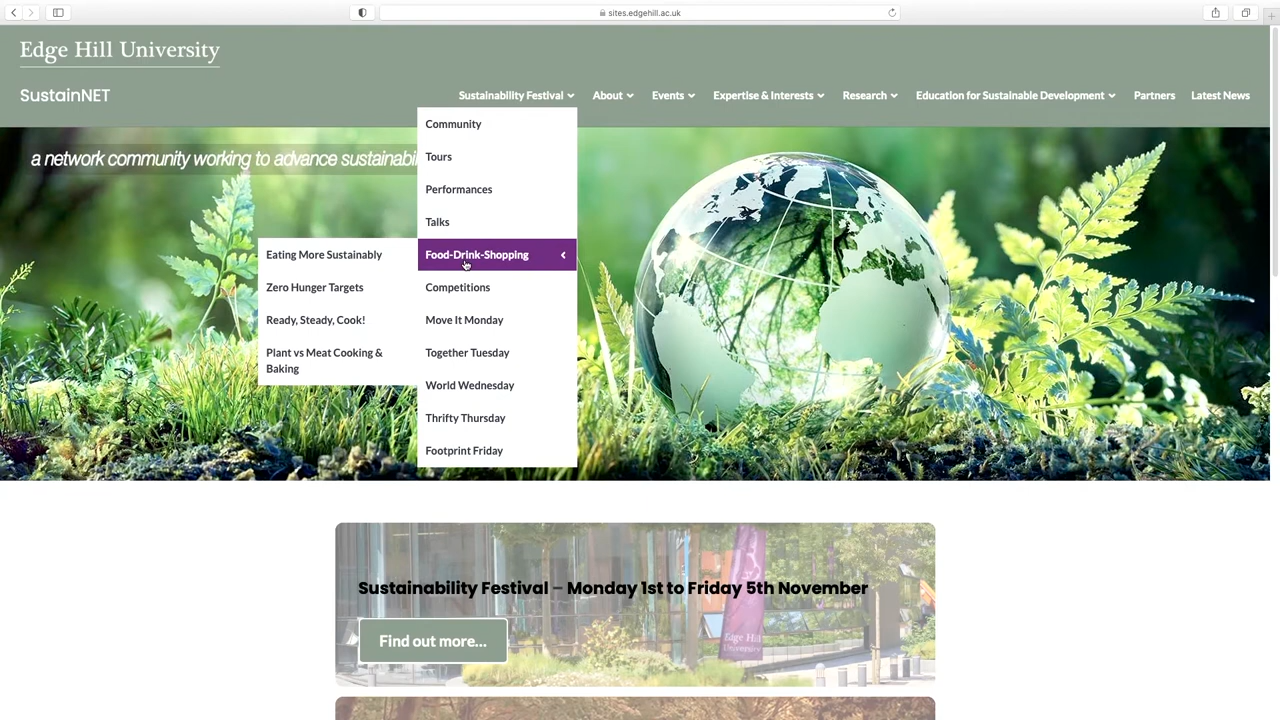 sites.edgehill.ac.uk
Edge Hill University
SustainNET
Sustainability Festival
About
Events
Expertise & Interests
Research
Education for Sustainable Development
Partners
Latest News
a network community working to advance
Community
Tours
Performances
Talks
Food-Drink-Shopping
Competitions
Move It Monday
Together Tuesday
World Wednesday
Thrifty Thursday
Footprint Friday
Eating More Sustainably
Zero Hunger Targets
Ready, Steady, Cook!
Plant vs Meat Cooking &
Baking
Sustainability Festival – Monday 1st to Friday 5th November
Find out more...
Edge Hill
University